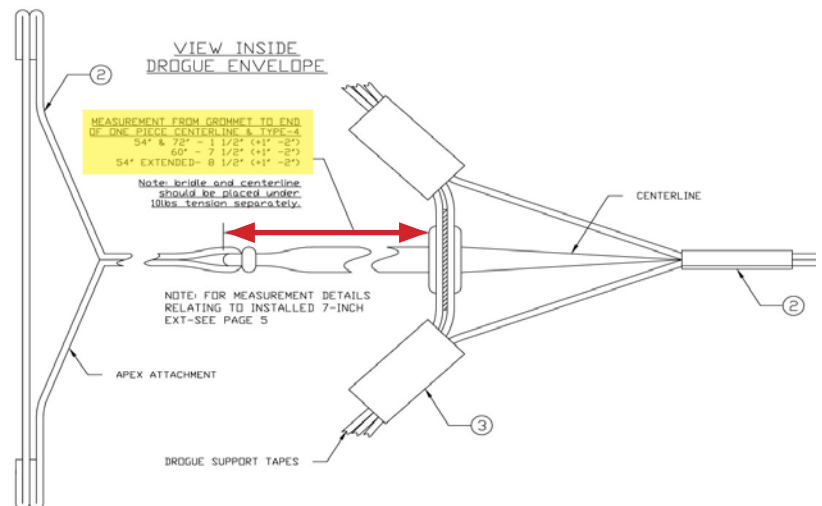 VIEW INSIDE
DROGUE ENVELOPE
2
MEASUREMENT FROM GROMMET TO END
OF ONE PIECE CENTERLINE & TYPE-4
54" & 72" - 1 1/2" (+1" -2")
60" - 7 1/2" (+1" -2")
54" EXTENDED- 8 1/2" (+1" -2")
Note: bridle and centerline
should be placed under
10lbs tension separately.
CENTERLINE
NOTE: FOR MEASUREMENT DETAILS
RELATING TO INSTALLED 7-INCH
EXT-SEE PAGE 5
2
APEX ATTACHMENT
3
DROGUE SUPPORT TAPES